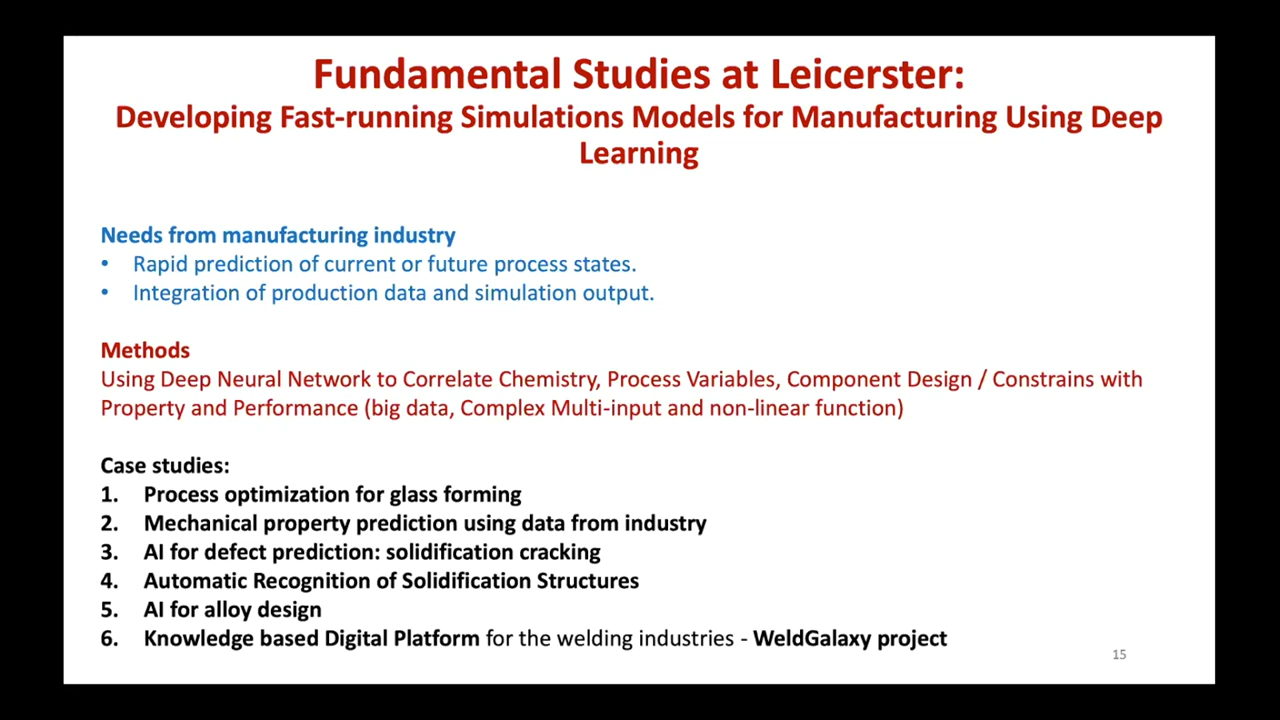 Fundamental Studies at Leicerster:
Developing Fast-running Simulations Models for Manufacturing Using Deep
Learning
Needs from manufacturing industry
• Rapid prediction of current or future process states.
• Integration of production data and simulation output.
Methods
Using Deep Neural Network to Correlate Chemistry, Process Variables, Component Design / Constrains with
Property and Performance (big data, Complex Multi-input and non-linear function)
Case studies:
1. Process optimization for glass forming
2. Mechanical property prediction using data from industry
3. AI for defect prediction: solidification cracking
4. Automatic Recognition of Solidification Structures
5. AI for alloy design
6. Knowledge based Digital Platform for the welding industries - WeldGalaxy project
15